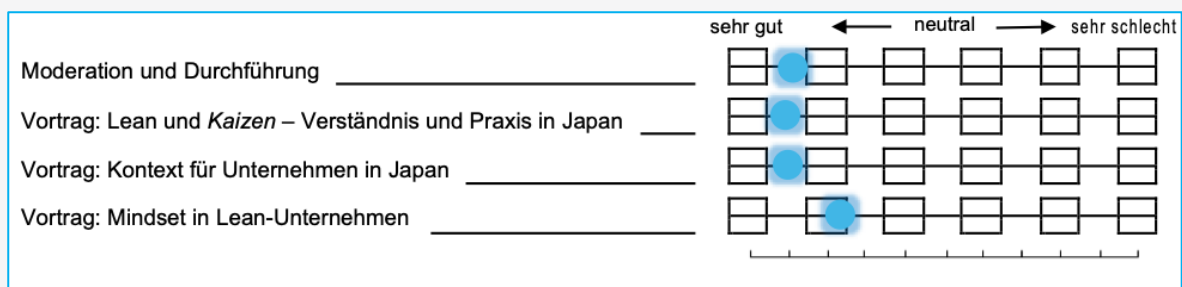 sehr gut neutral sehr schlecht
Moderation und Durchführung
Vortrag: Lean und Kaizen – Verständnis und Praxis in Japan
Vortrag: Kontext für Unternehmen in Japan
Vortrag: Mindset in Lean-Unternehmen